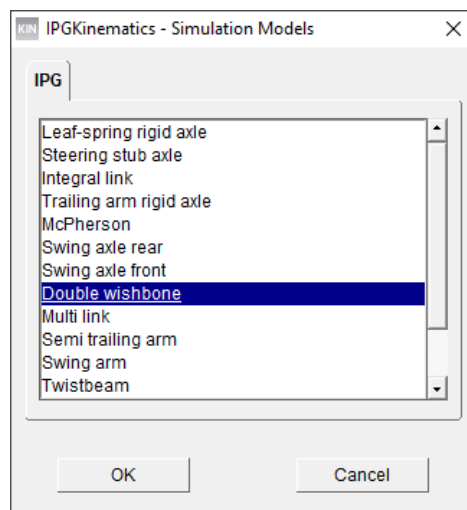 KIN IPGKinematics - Simulation Models
IPG
Leaf-spring rigid axle
Steering stub axle
Integral link
Trailing arm rigid axle
McPherson
Swing axle rear
Swing axle front
Double wishbone
Multi link
Semi trailing arm
Swing arm
Twistbeam
OK Cancel